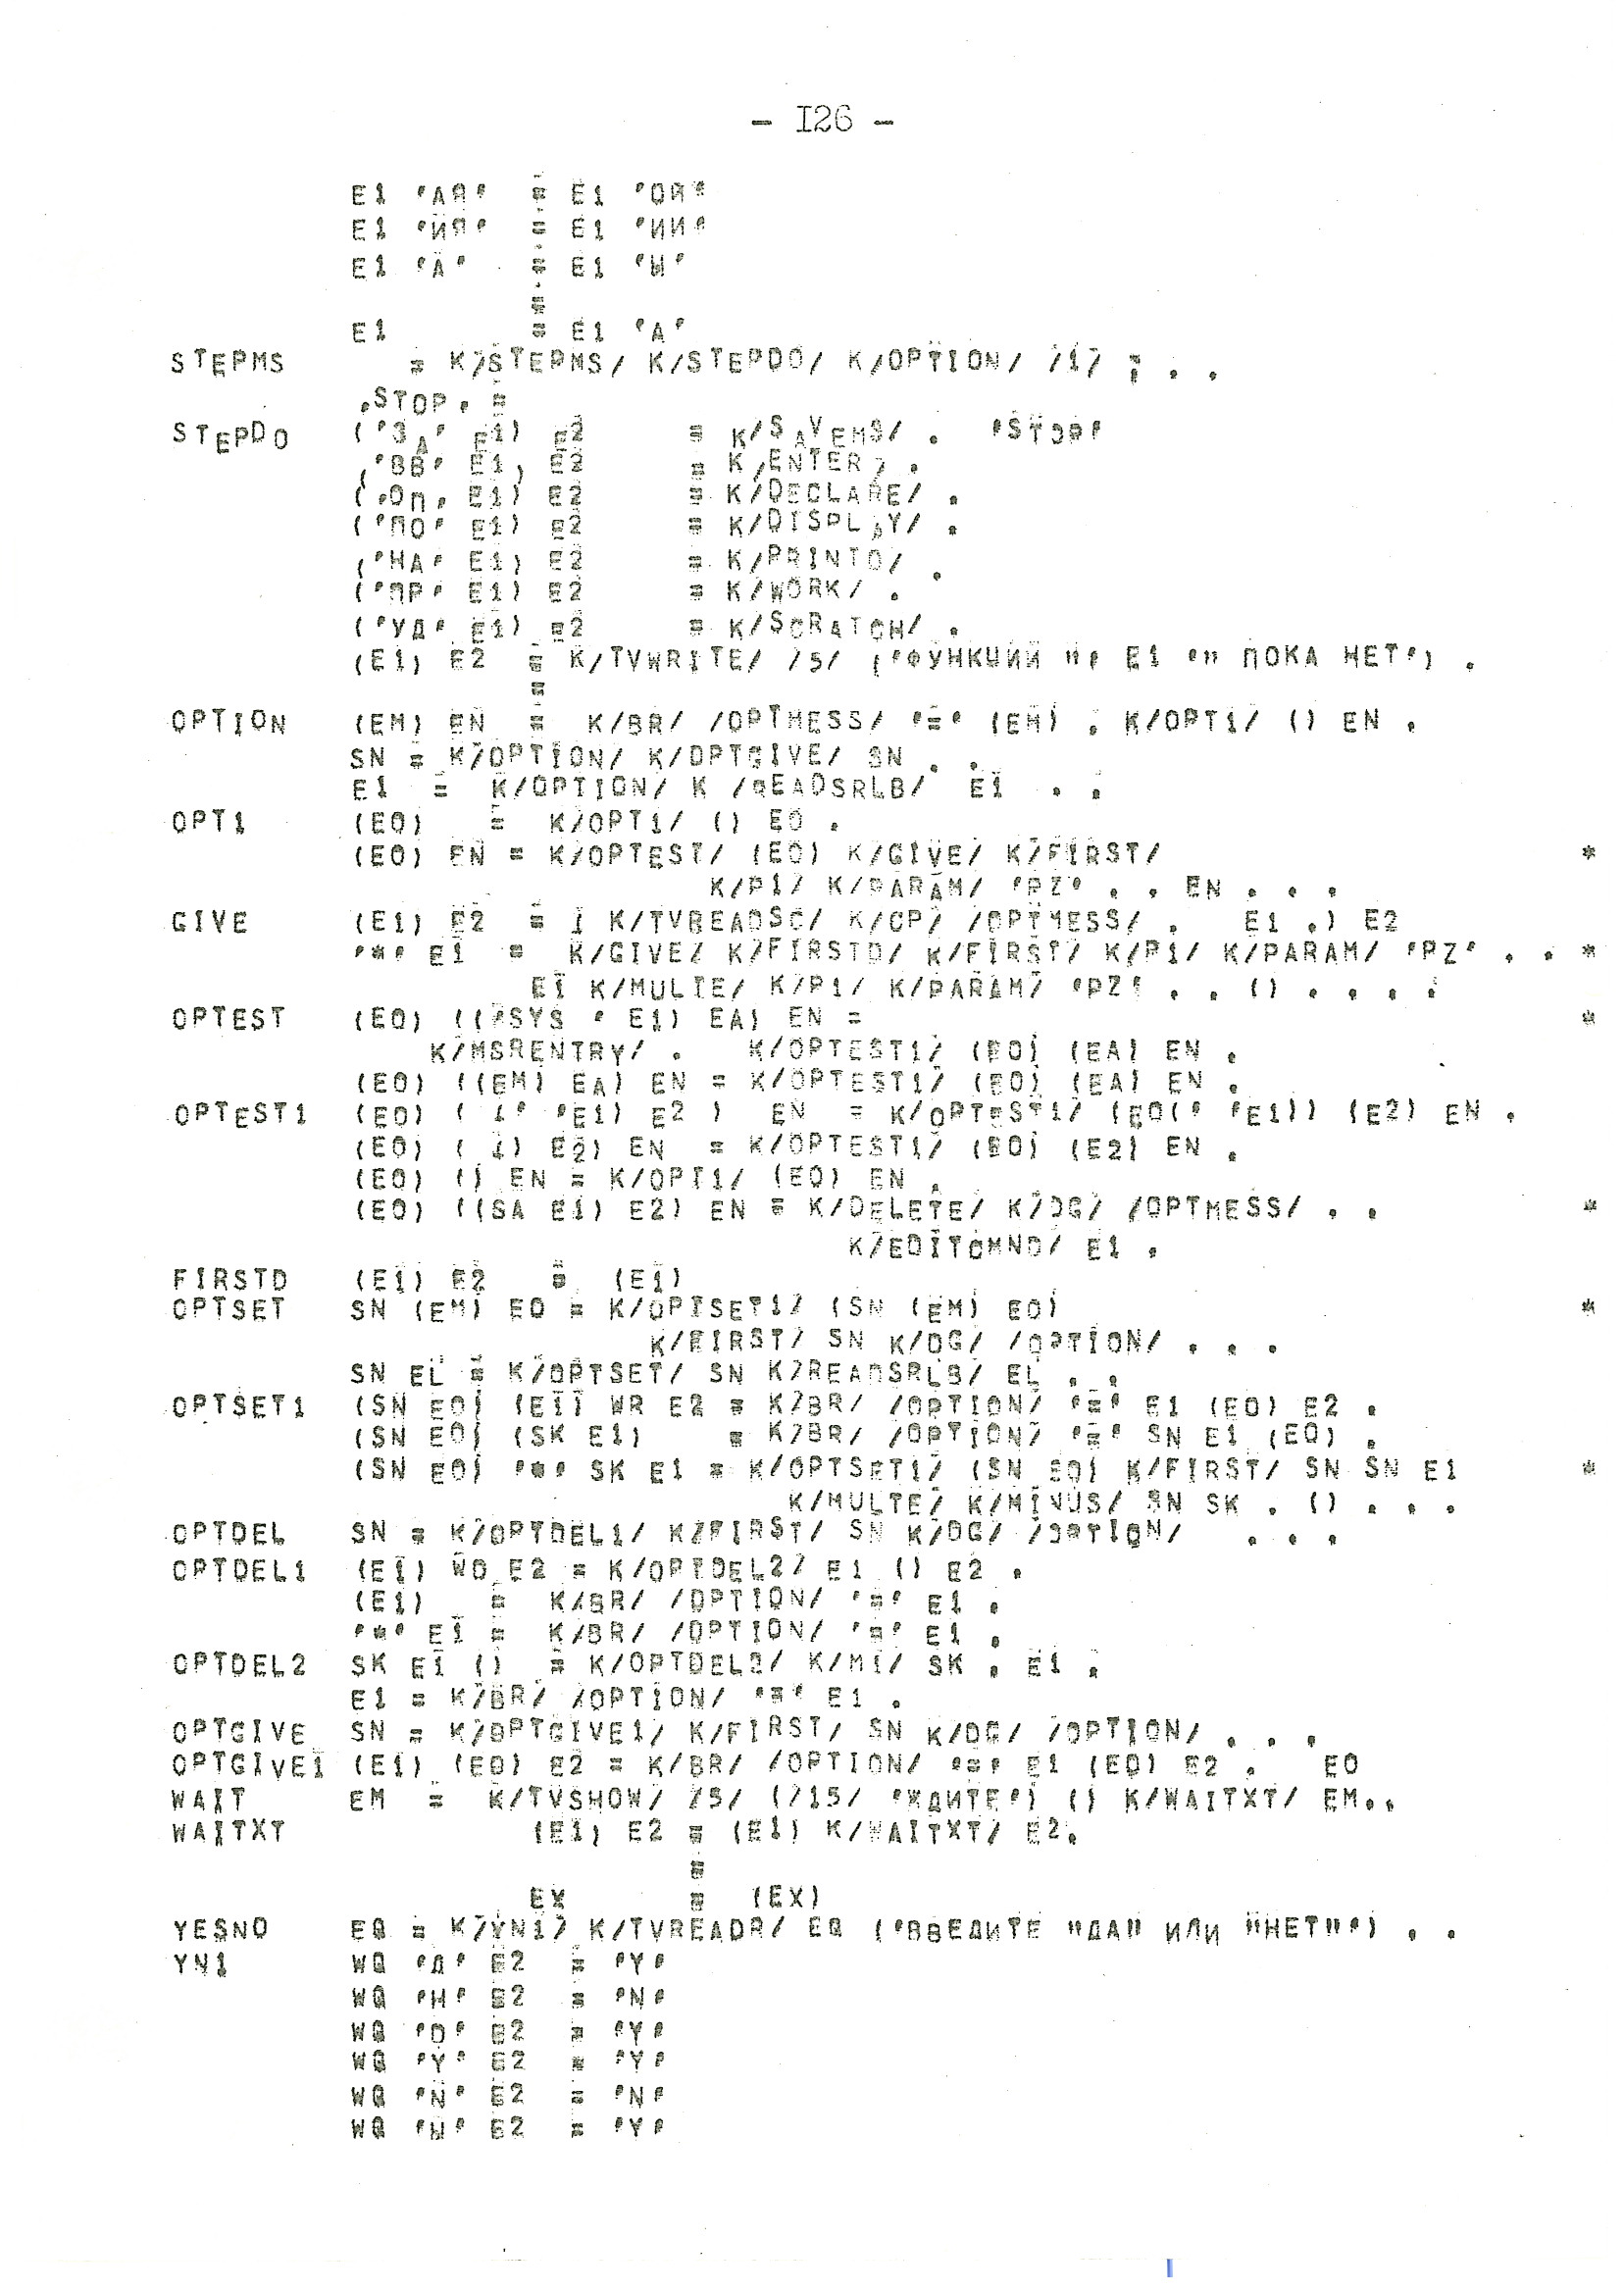 - I26 -
E1 'АЯ' = E1 'ОЯ'
E1 'ИЯ' = E1 'ИИ'
E1 'А' = E1 'Ы'
=
E1 = E1 'А'
STEPMS = K/STEPMS/ K/STEPDO/ K/OPTION/ /1/ ; . .
'STOP' =
STEPDO ('ЗА' E1) E2 = K/SAVEMS/ . 'STOP'
('ВВ' E1) E2 = K/ENTER/ .
('ОП' E1) E2 = K/DECLARE/ .
('ПО' E1) E2 = K/DISPLAY/ .
('НА' E1) E2 = K/PRINTO/ .
('ПР' E1) E2 = K/WORK/ .
('УД' E1) E2 = K/SCRATCH/ .
(E1) E2 = K/TVWRITE/ /5/ ('ФУНКЦИИ "' E1 '" ПОКА НЕТ') .
=
OPTION (EM) EN = K/BR/ /OPTMESS/ '=' (EM) . K/OPT1/ () EN .
SN = K/OPTION/ K/OPTGIVE/ SN . .
E1 = K/OPTION/ K /READSRLB/ E1 . .
OPT1 (EO) = K/OPT1/ () EO .
(EO) EN = K/OPTEST/ (EO) K/GIVE/ K/FIRST/ *
K/P1/ K/PARAM/ 'PZ' . . EN . . .
GIVE (E1) E2 = ( K/TVREADSC/ K/CP/ /OPTMESS/ . E1 .) E2
'*' E1 = K/GIVE/ K/FIRSTD/ K/FIRST/ K/P1/ K/PARAM/ 'PZ' . . *
E1 K/MULTE/ K/P1/ K/PARAM/ 'PZ' . . () . . . .
OPTEST (EO) (('SYS ' E1) EA) EN = *
K/MSRENTRY/ . K/OPTEST1/ (EO) (EA) EN .
(EO) ((EM) EA) EN = K/OPTEST1/ (EO) (EA) EN .
OPTEST1 (EO) ( (' 'E1) E2 ) EN = K/OPTEST1/ (EO(' 'E1)) (E2) EN .
(EO) ( () E2) EN = K/OPTEST1/ (EO) (E2) EN .
(EO) () EN = K/OPT1/ (EO) EN .
(EO) ((SA E1) E2) EN = K/DELETE/ K/DG/ /OPTMESS/ . . *
K/EDITOMND/ E1 .
FIRSTD (E1) E2 = (E1)
OPTSET SN (EM) EO = K/OPTSET1/ (SN (EM) EO) *
K/FIRST/ SN K/DG/ /OPTION/ . . .
SN EL = K/OPTSET/ SN K/READSRLB/ EL . .
OPTSET1 (SN EO) (E1) WR E2 = K/BR/ /OPTION/ '=' E1 (EO) E2 .
(SN EO) (SK E1) = K/BR/ /OPTION/ '=' SN E1 (EO) .
(SN EO) '*' SK E1 = K/OPTSET1/ (SN EO) K/FIRST/ SN SN E1 *
K/MULTE/ K/MINUS/ SN SK . () . . .
OPTDEL SN = K/OPTDEL1/ K/FIRST/ SN K/DG/ /OPTION/ . . .
OPTDEL1 (E1) WO E2 = K/OPTDEL2/ E1 () E2 .
(E1) = K/BR/ /OPTION/ '=' E1 .
'*' E1 = K/BR/ /OPTION/ '=' E1 .
OPTDEL2 SK E1 () = K/OPTDEL2/ K/M1/ SK . E1 .
E1 = K/BR/ /OPTION/ '=' E1 .
OPTGIVE SN = K/OPTGIVE1/ K/FIRST/ SN K/DG/ /OPTION/ . . .
OPTGIVE1 (E1) (EO) E2 = K/BR/ /OPTION/ '=' E1 (EO) E2 . EO
WAIT EM = K/TVSHOW/ /5/ (/15/ 'ЖДИТЕ') () K/WAITXT/ EM..
WAITXT (E1) E2 = (E1) K/WAITXT/ E2.
=
EX = (EX)
YESNO EQ = K/YN1/ K/TVREADR/ EQ ('ВВЕДИТЕ "ДА" ИЛИ "НЕТ"') . .
YN1 WQ 'Д' E2 = 'Y'
WQ 'Н' E2 = 'N'
WQ 'D' E2 = 'Y'
WQ 'Y' E2 = 'Y'
WQ 'N' E2 = 'N'